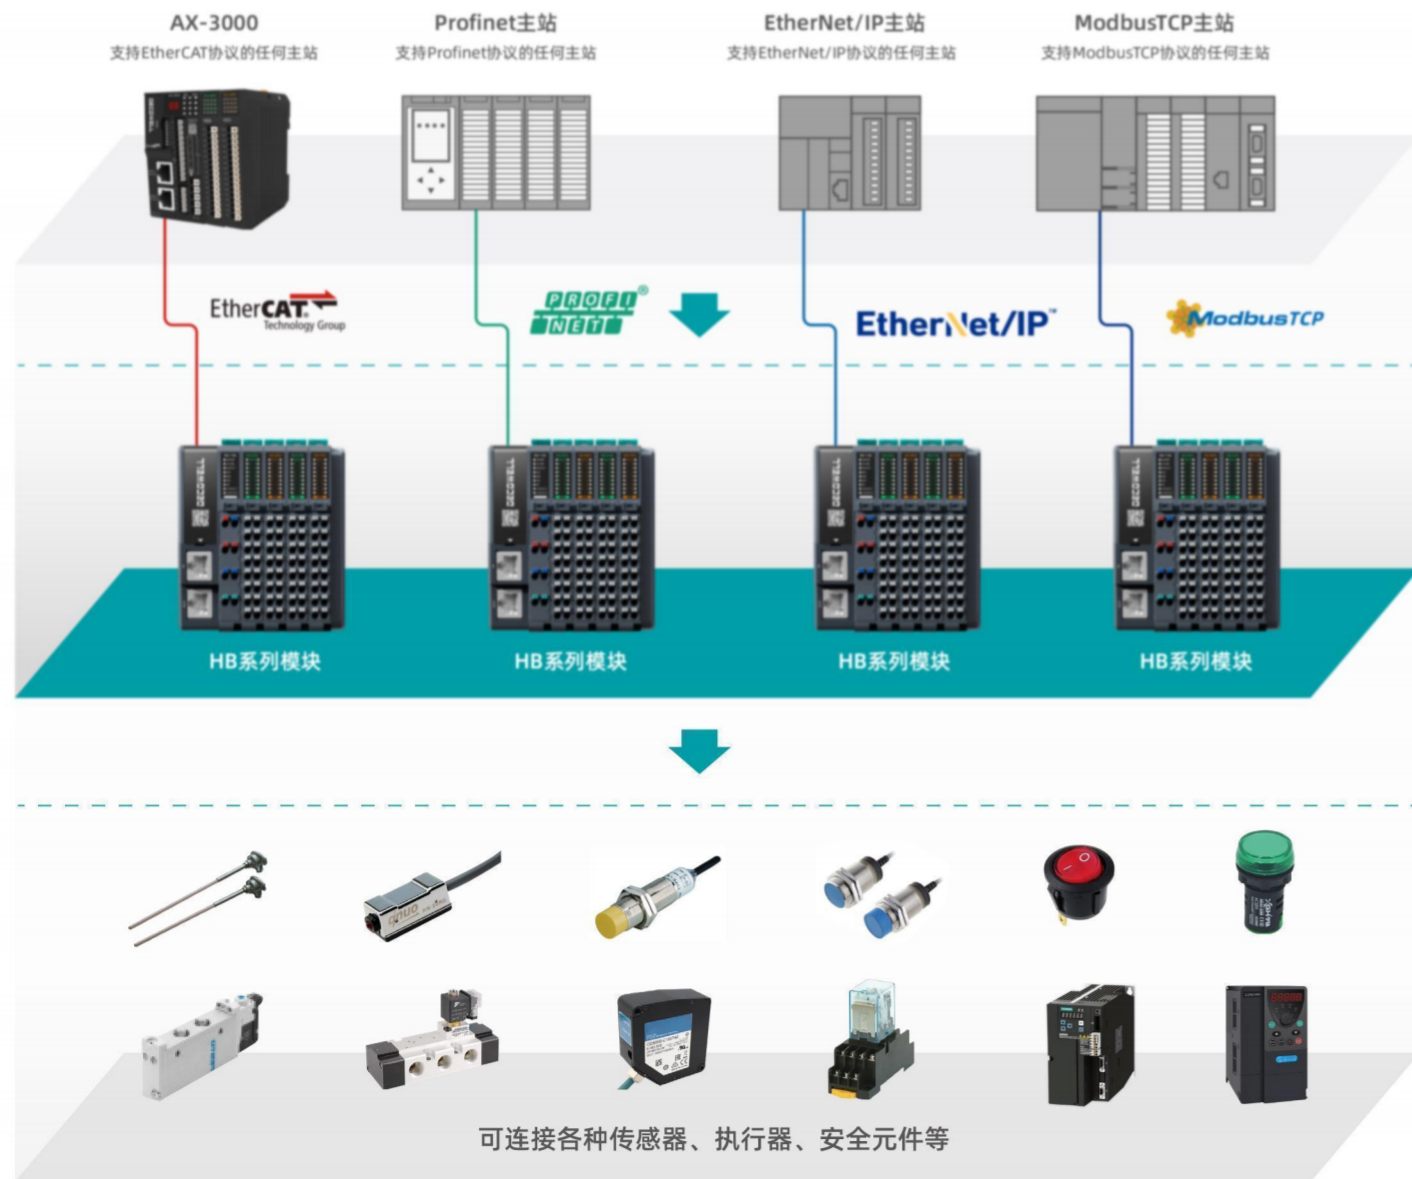 AX-3000
支持EtherCAT协议的任何主站
Profinet主站
支持Profinet协议的任何主站
EtherNet/IP主站
支持EtherNet/IP协议的任何主站
ModbusTCP主站
支持ModbusTCP协议的任何主站
EtherCAT®
Technology Group
PROFI®
NET
EtherNet/IP™
ModbusTCP
GECOWELL
GECOWELL
GECOWELL
GECOWELL
HB系列模块
HB系列模块
HB系列模块
HB系列模块
可连接各种传感器、执行器、安全元件等